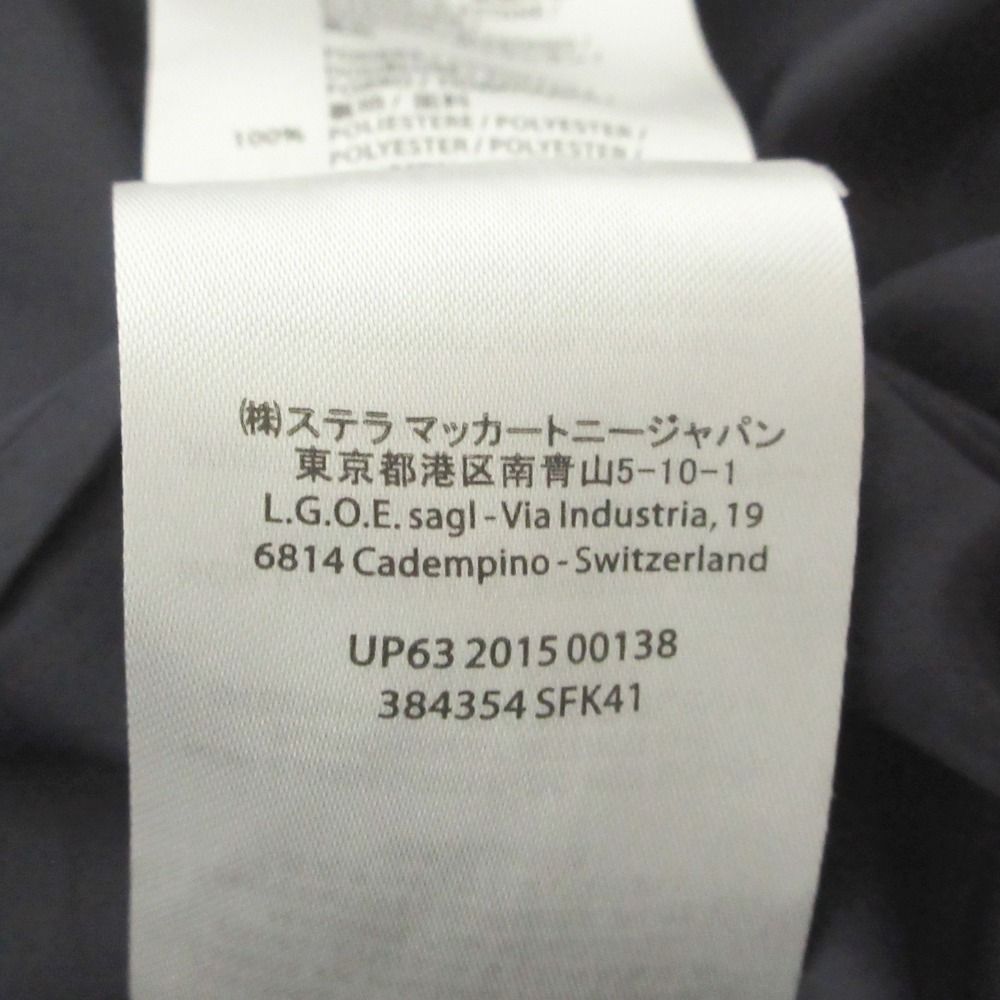 100%
POLIESTERE / POLYESTER /
POLYESTER / POLYESTER /
㈱ステラ マッカートニージャパン
東京都港区南青山5-10-1
L.G.O.E. sagl - Via Industria, 19
6814 Cadempino - Switzerland
UP63 2015 00138
384354 SFK41